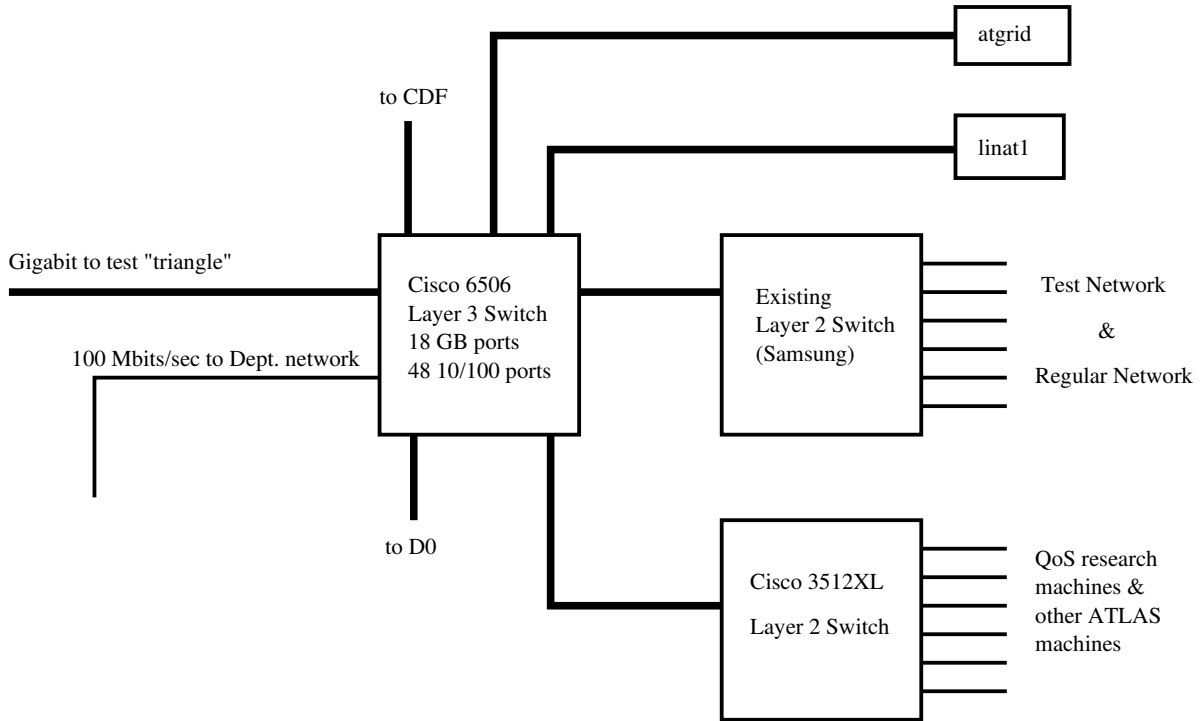 atgrid
to CDF
linat1
Gigabit to test "triangle"
Cisco 6506
Layer 3 Switch
18 GB ports
48 10/100 ports
100 Mbits/sec to Dept. network
Existing
Layer 2 Switch
(Samsung)
Test Network
&
Regular Network
to D0
Cisco 3512XL
Layer 2 Switch
QoS research
machines &
other ATLAS
machines